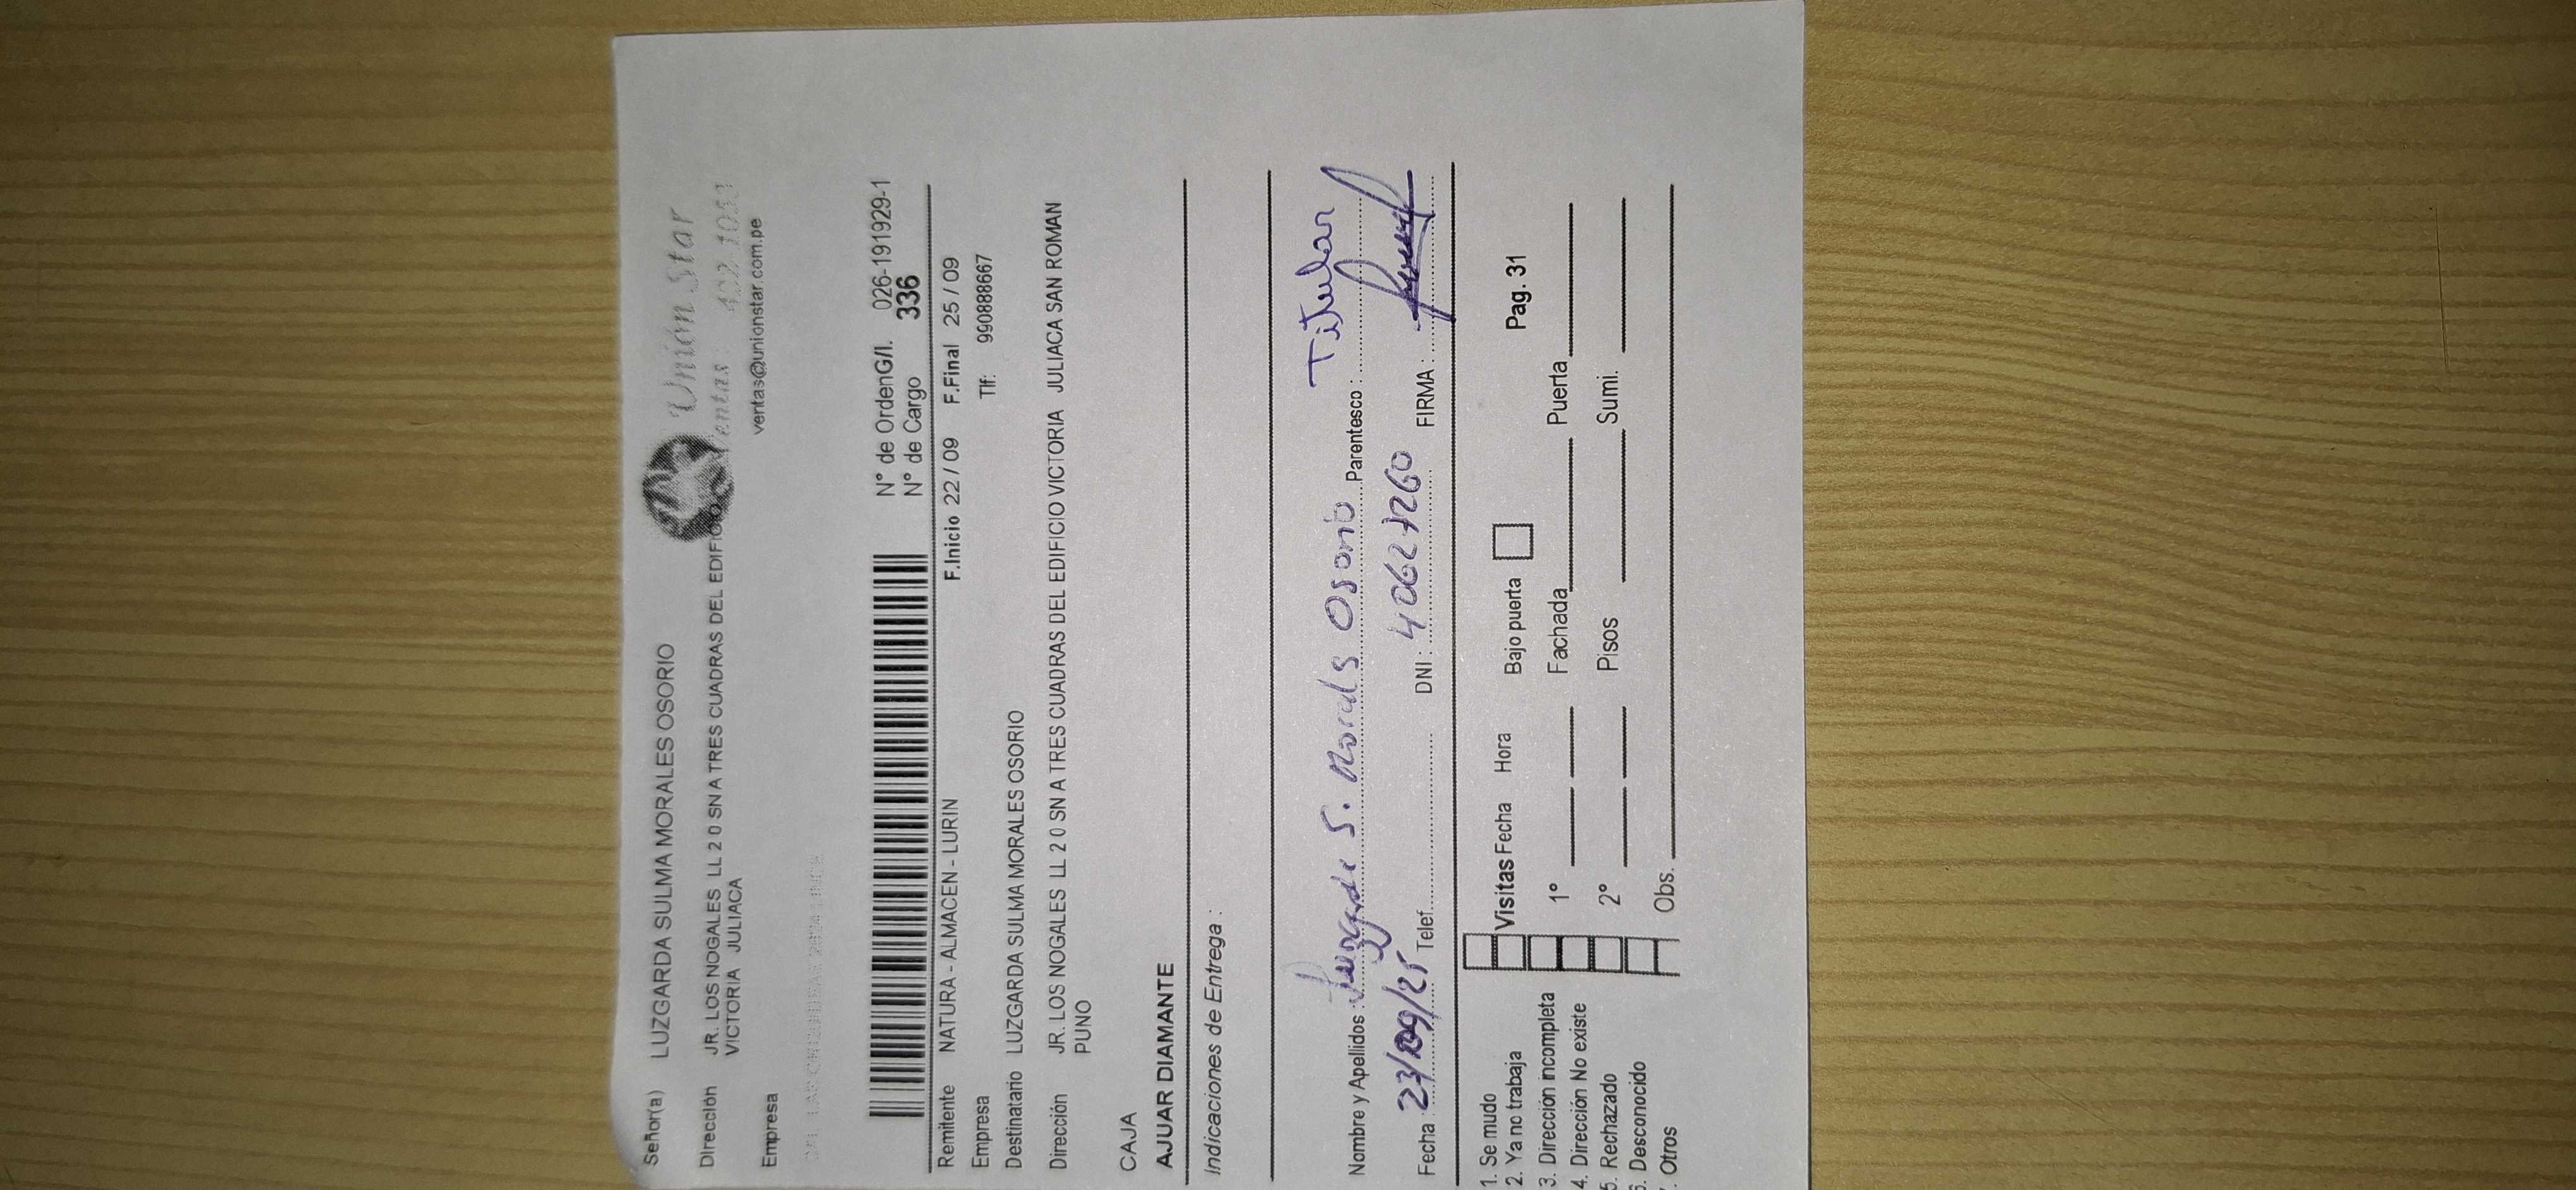 Señor(a) LUZGARDA SULMA MORALES OSORIO
Unión Star
Dirección JR. LOS NOGALES LL 2 0 SN A TRES CUADRAS DEL EDIFICIO
VICTORIA JULIACA
ventas@unionstar.com.pe
Empresa
N° de OrdenG/I. 026-191929-1
N° de Cargo 336
Remitente NATURA - ALMACEN - LURIN F.Inicio 22 / 09 F.Final 25 / 09
Empresa Tlf: 990888667
Destinatario LUZGARDA SULMA MORALES OSORIO
Dirección JR. LOS NOGALES LL 2 0 SN A TRES CUADRAS DEL EDIFICIO VICTORIA JULIACA SAN ROMAN
PUNO
CAJA
AJUAR DIAMANTE
Indicaciones de Entrega :
Nombre y Apellidos : S. Morales Osorio Parentesco : Titular
Fecha 23/09/25 Telef. DNI : 40627260 FIRMA :
1. Se mudo
2. Ya no trabaja
3. Dirección incompleta
4. Dirección No existe
5. Rechazado
6. Desconocido
. Otros
Visitas Fecha Hora Bajo puerta Pag. 31
1° Fachada Puerta
2° Pisos Sumi.
Obs.